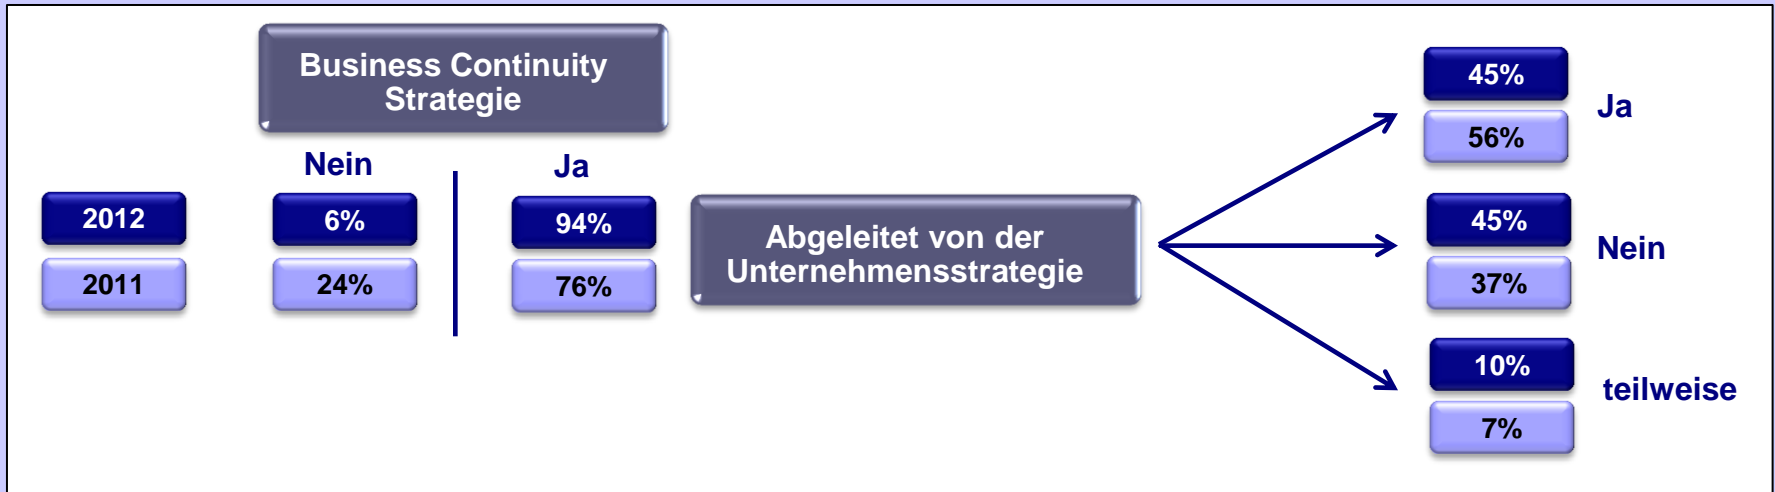 Business Continuity
Strategie
Nein
Ja
2012
6%
94%
2011
24%
76%
Abgeleitet von der
Unternehmensstrategie
45%
56%
Ja
45%
37%
Nein
10%
7%
teilweise